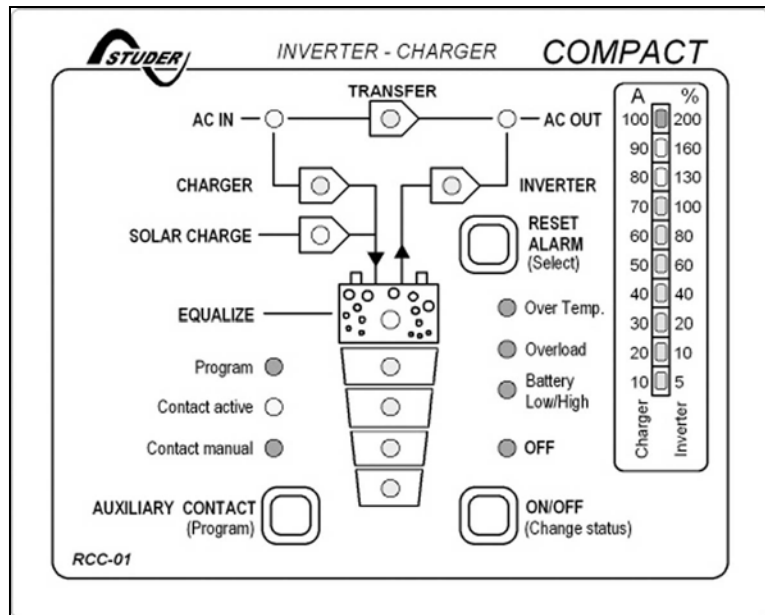 STUDER
INVERTER - CHARGER
COMPACT
TRANSFER
AC IN
AC OUT
CHARGER
INVERTER
SOLAR CHARGE
RESET
ALARM
(Select)
EQUALIZE
Over Temp.
Program
Overload
Contact active
Battery
Low/High
Contact manual
OFF
AUXILIARY CONTACT
(Program)
ON/OFF
(Change status)
RCC-01
A %
100 200
90 160
80 130
70 100
60 80
50 60
40 40
30 20
20 10
10 5
Charger
Inverter